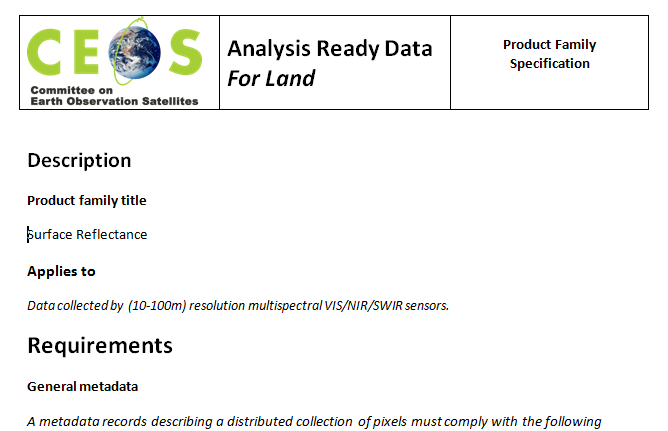 CEOS
Committee on
Earth Observation Satellites
Analysis Ready Data
For Land
Product Family
Specification
Description
Product family title
Surface Reflectance
Applies to
Data collected by (10-100m) resolution multispectral VIS/NIR/SWIR sensors.
Requirements
General metadata
A metadata records describing a distributed collection of pixels must comply with the following